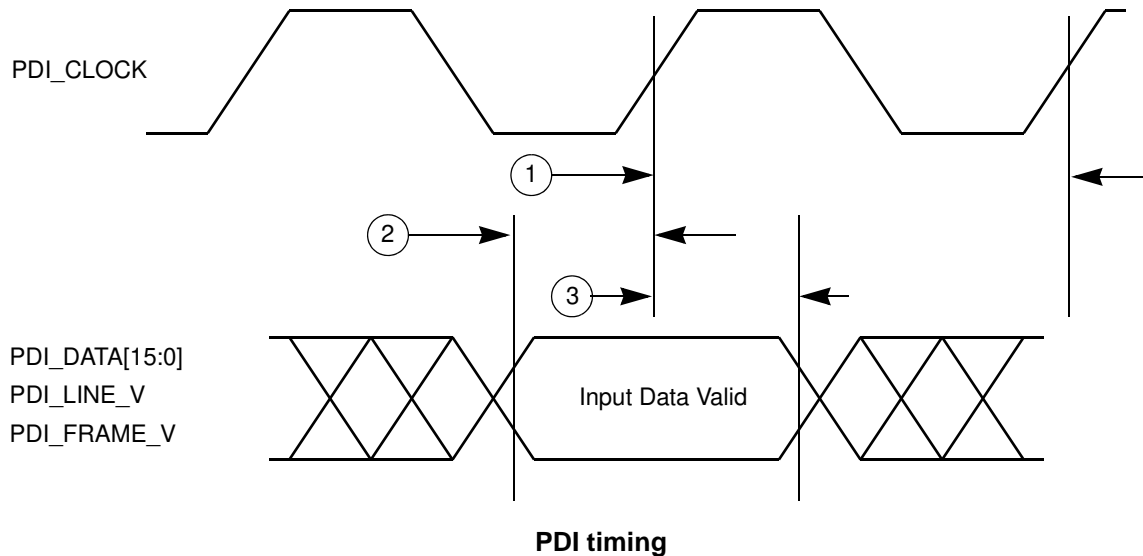 PDI_CLOCK
1
2
3
PDI_DATA[15:0]
PDI_LINE_V
Input Data Valid
PDI_FRAME_V
PDI timing